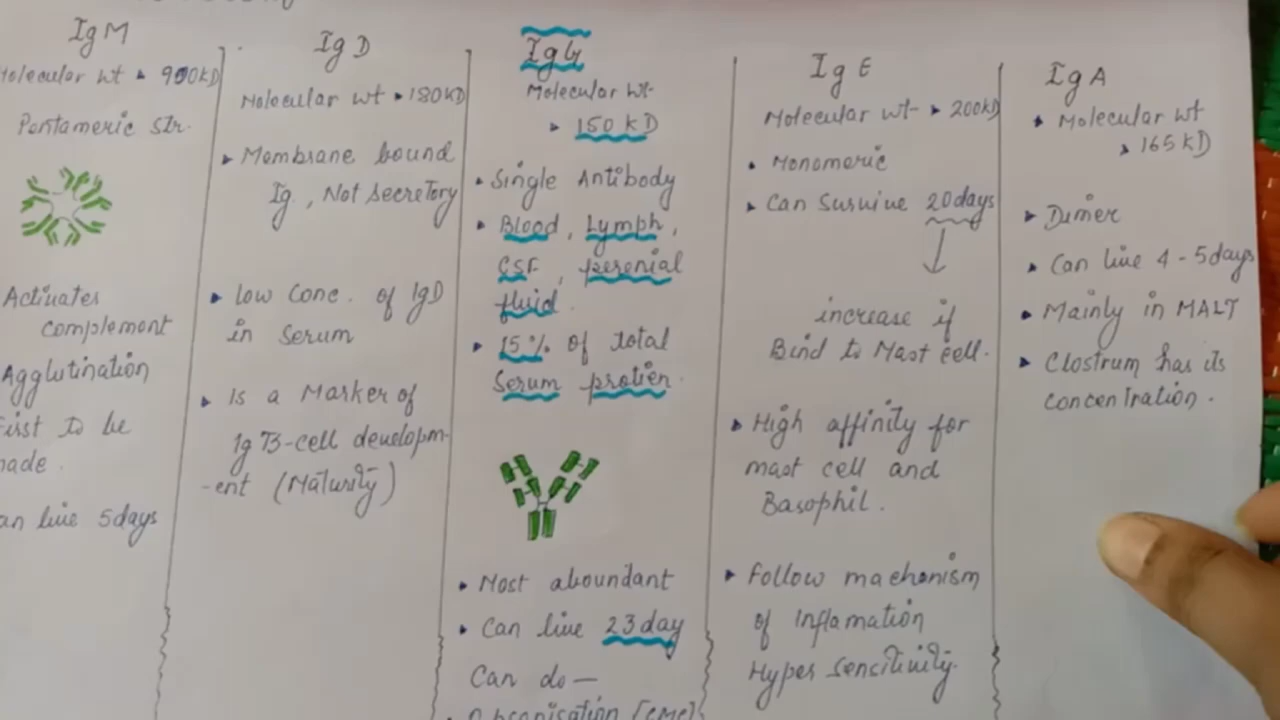 IgM
Molecular wt ▸ 900KD
Pentameric Str.
Activates
complement
Agglutination
First to be
made.
can live 5days
IgD
Molecular wt ▸ 180KD
▸ Membrane bound
Ig, Not Secretory
▸ low Conc. of IgD
in Serum
▸ Is a Marker of
Ig B-cell developm-
-ent (Maturity)
IgG
Molecular wt-
▸ 150 KD
• Single Antibody
• Blood, Lymph,
CSF, pereonial
fluid.
▸ 15% of total
Serum protien.
• Most aboundant
• Can live 23day
Can do —
IgE
Molecular wt- ▸ 200KD
• Monomeric
▸ Can Survive 20days
increase if
Bind to Mast cell.
▸ High affinity for
mast cell and
Basophil.
▸ Follow machonism
of Inflamation
Hyper Sensitivity.
IgA
▸ Molecular wt
▸ 165 KD
▸ Dimer
▸ Can live 4-5days
▸ Mainly in MALT
▸ Clostrum has its
concentration.